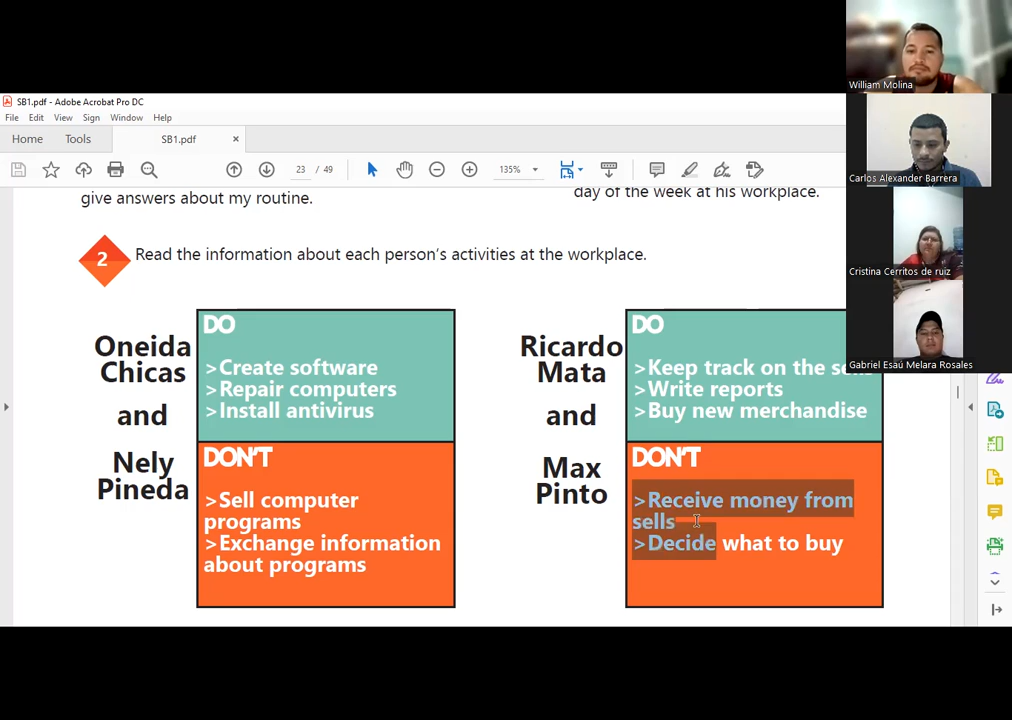 William Molina
SB1.pdf - Adobe Acrobat Pro DC
File Edit View Sign Window Help
Home Tools SB1.pdf ×
23 / 49 135%
Carlos Alexander Barrera
give answers about my routine.
day of the week at his workplace.
2 Read the information about each person's activities at the workplace.
Cristina Cerritos de ruiz
Gabriel Esaú Melara Rosales
Oneida
Chicas
and
Nely
Pineda
DO
>Create software
>Repair computers
>Install antivirus
DON'T
>Sell computer
programs
>Exchange information
about programs
Ricardo
Mata
and
Max
Pinto
DO
>Keep track on the
>Write reports
>Buy new merchandise
DON'T
>Receive money from
sells
>Decide what to buy